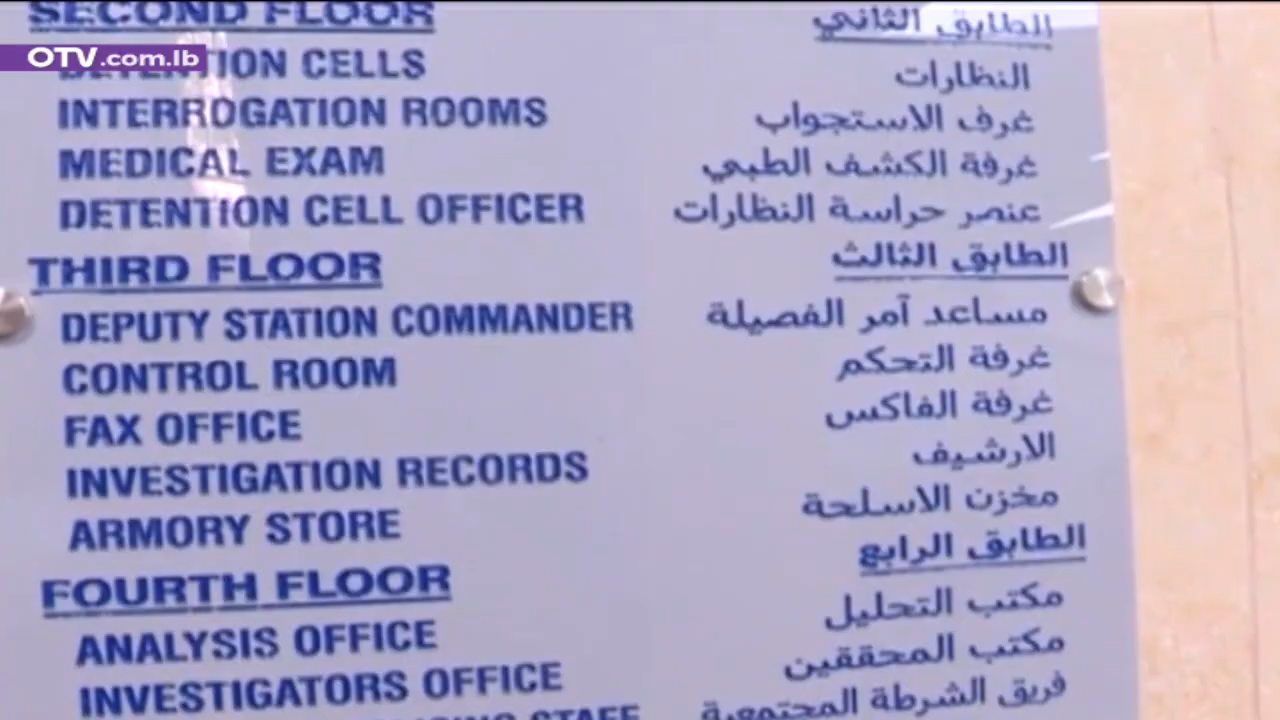 OTV.com.lb
SECOND FLOOR
الطابق الثاني
DETENTION CELLS
النظارات
INTERROGATION ROOMS
غرف الاستجواب
MEDICAL EXAM
غرفة الكشف الطبي
DETENTION CELL OFFICER
عنصر حراسة النظارات
THIRD FLOOR
الطابق الثالث
DEPUTY STATION COMMANDER
مساعد آمر الفصيلة
CONTROL ROOM
غرفة التحكم
FAX OFFICE
غرفة الفاكس
INVESTIGATION RECORDS
الارشيف
ARMORY STORE
مخزن الاسلحة
FOURTH FLOOR
الطابق الرابع
ANALYSIS OFFICE
مكتب التحليل
INVESTIGATORS OFFICE
مكتب المحققين
STAFF
فريق الشرطة المجتمعية